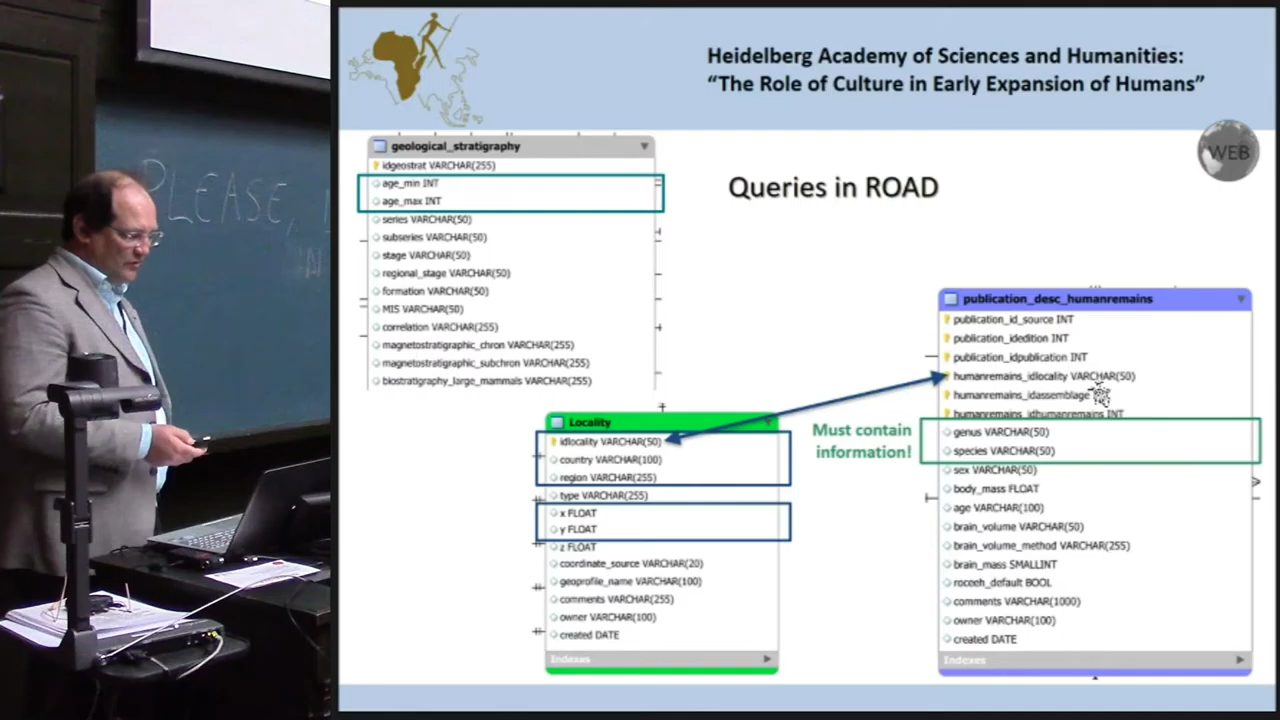 PLEASE,
IN
Heidelberg Academy of Sciences and Humanities:
“The Role of Culture in Early Expansion of Humans”
WEB
Queries in ROAD
geological_stratigraphy
idgeostrat VARCHAR(255)
age_min INT
age_max INT
series VARCHAR(50)
subseries VARCHAR(50)
stage VARCHAR(50)
regional_stage VARCHAR(50)
formation VARCHAR(50)
MIS VARCHAR(50)
correlation VARCHAR(255)
magnetostratigraphic_chron VARCHAR(255)
magnetostratigraphic_subchron VARCHAR(255)
biostratigraphy_large_mammals VARCHAR(255)
Locality
idlocality VARCHAR(50)
country VARCHAR(100)
region VARCHAR(255)
type VARCHAR(255)
x FLOAT
y FLOAT
z FLOAT
coordinate_source VARCHAR(20)
geoprofile_name VARCHAR(100)
comments VARCHAR(255)
owner VARCHAR(100)
created DATE
Indexes
Must contain
information!
publication_desc_humanremains
publication_id_source INT
publication_idedition INT
publication_idpublication INT
humanremains_idlocality VARCHAR(50)
humanremains_idassemblage
humanremains_idhumanremains INT
genus VARCHAR(50)
species VARCHAR(50)
sex VARCHAR(50)
body_mass FLOAT
age VARCHAR(100)
brain_volume VARCHAR(50)
brain_volume_method VARCHAR(255)
brain_mass SMALLINT
roceeh_default BOOL
comments VARCHAR(1000)
owner VARCHAR(100)
created DATE
Indexes